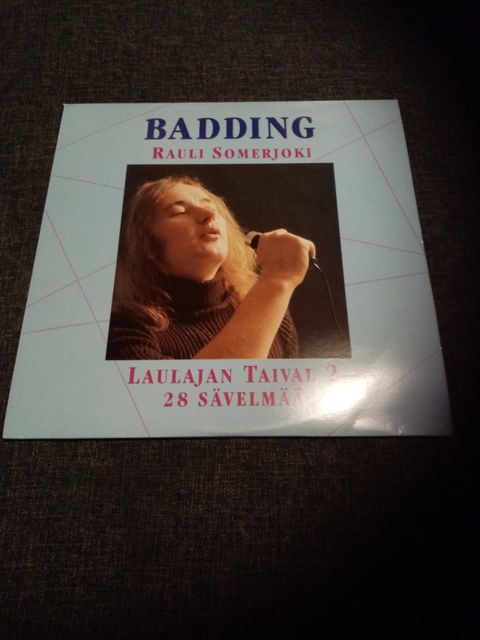 BADDING
RAULI SOMERJOKI
LAULAJAN TAIVAL 2
28 SÄVELMÄÄ